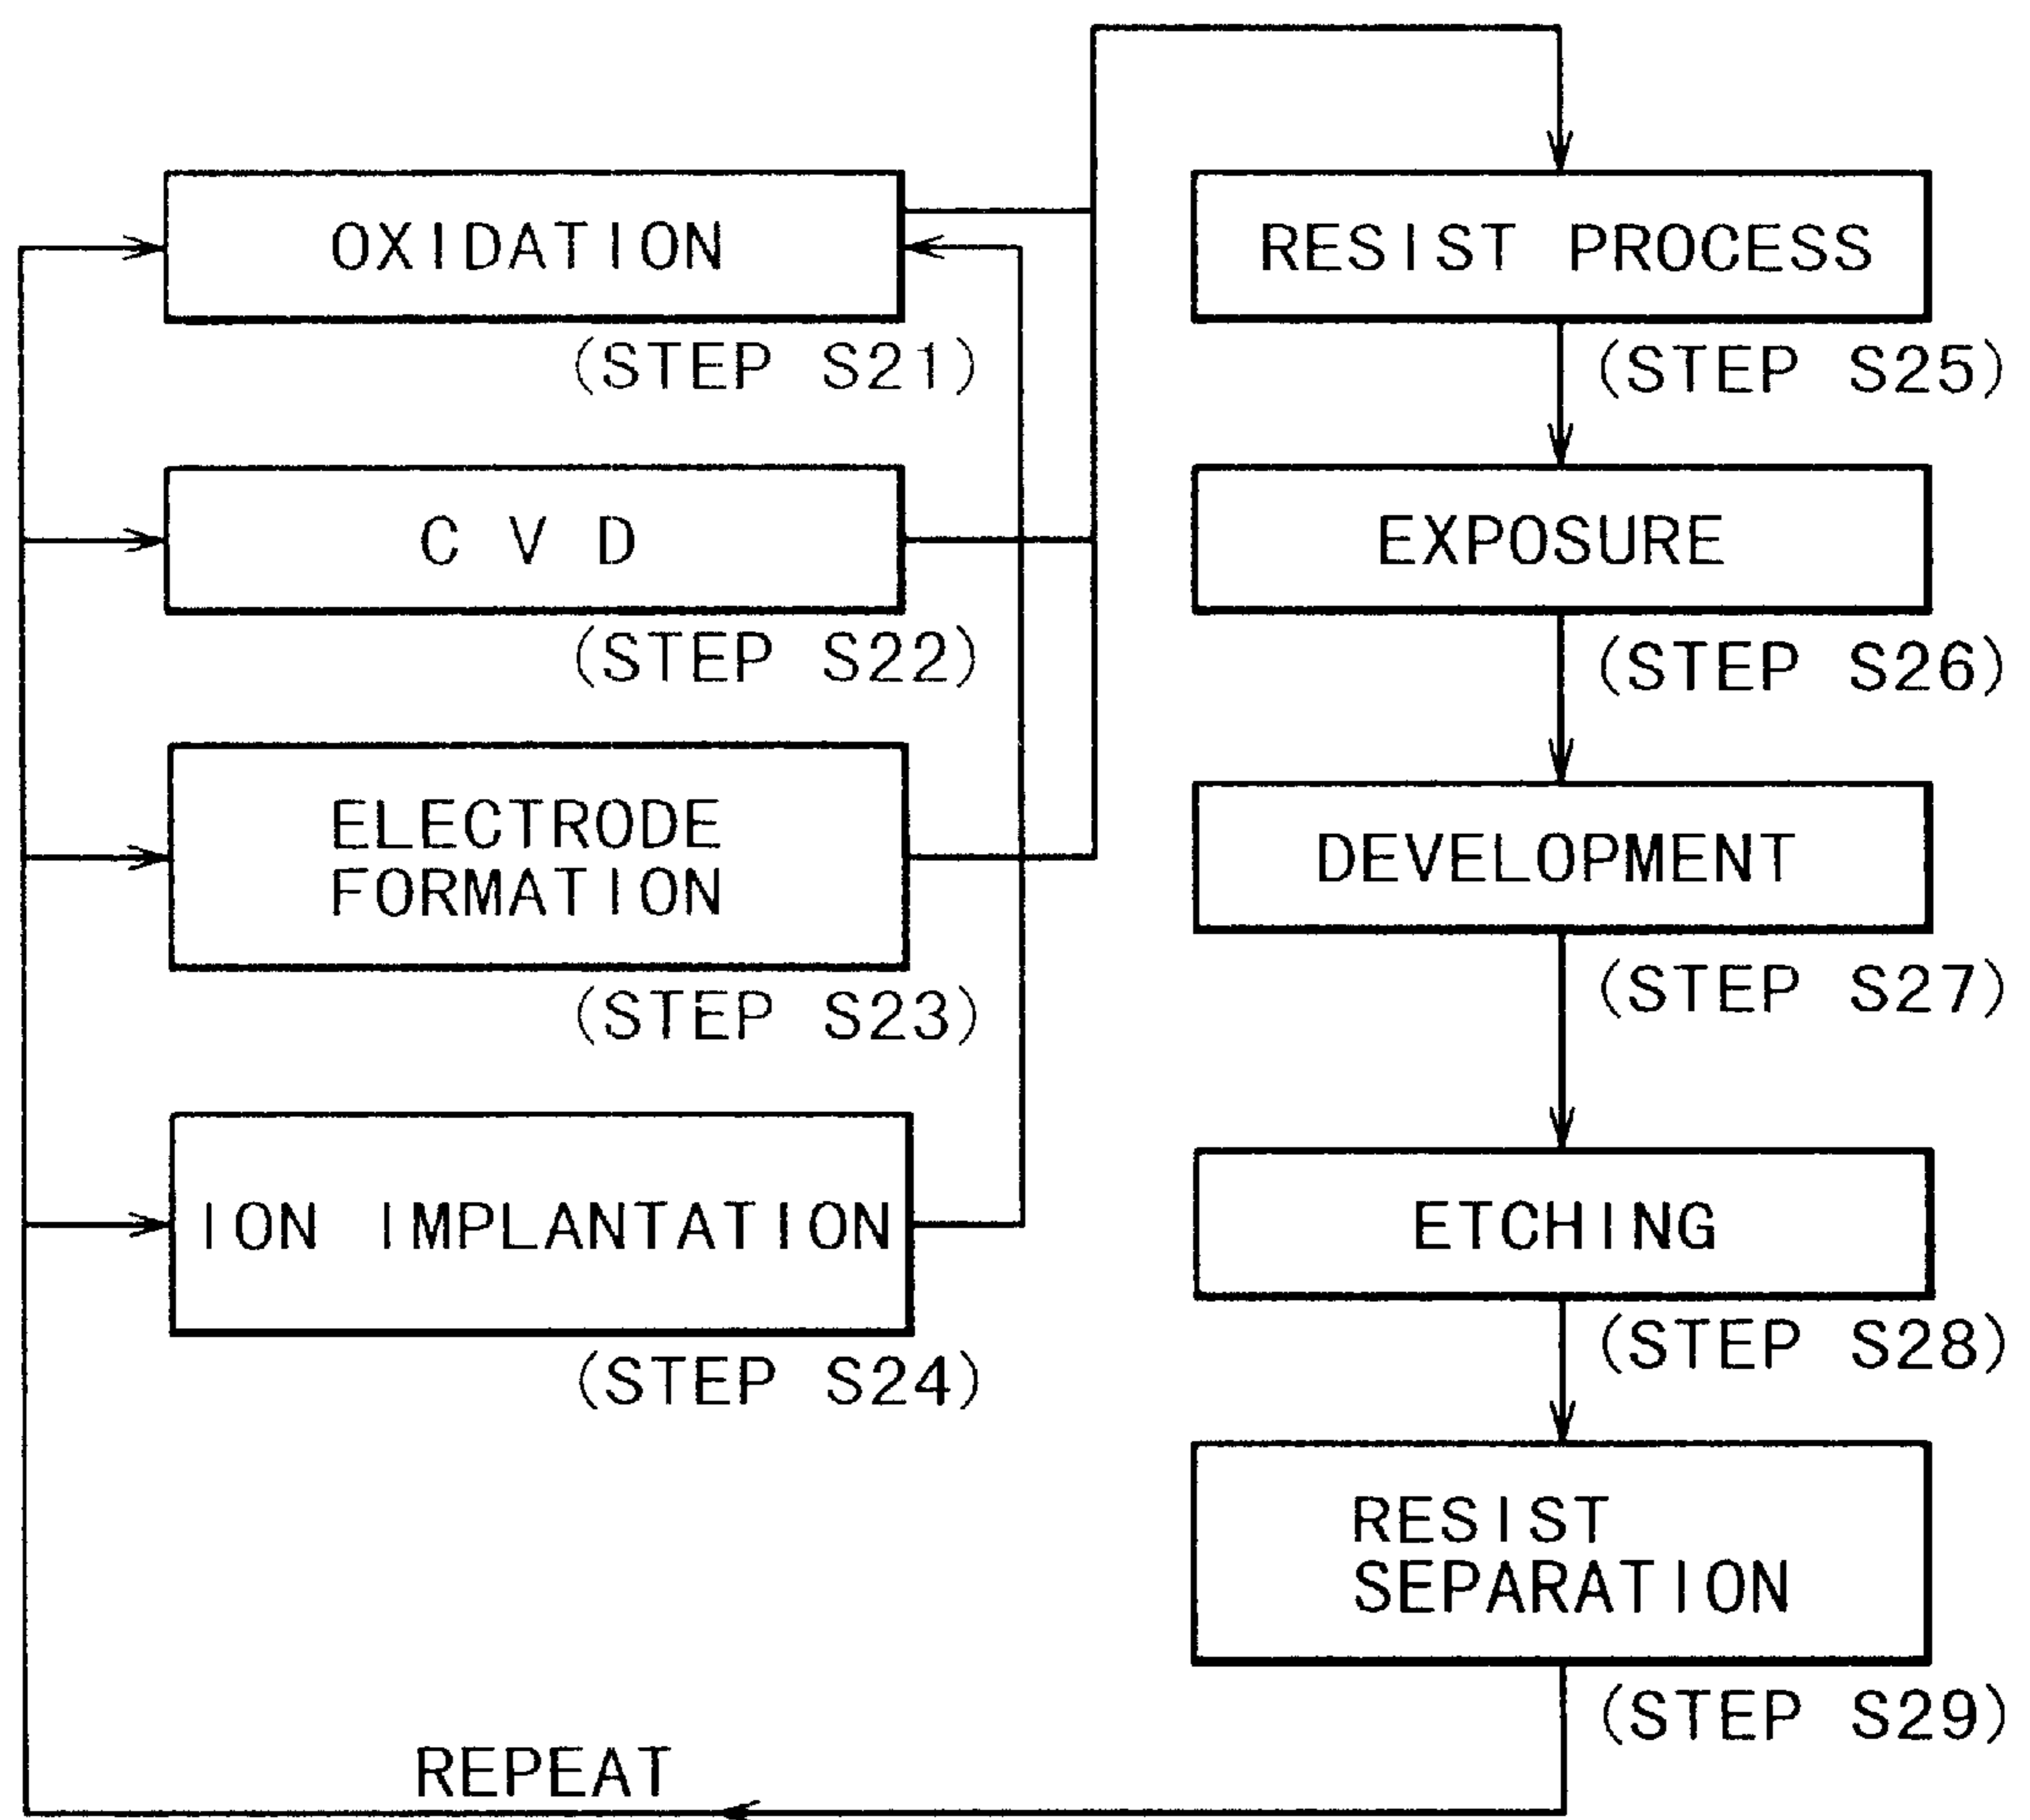 OXIDATION
(STEP S21)
C V D
(STEP S22)
ELECTRODE
FORMATION
(STEP S23)
ION IMPLANTATION
(STEP S24)
RESIST PROCESS
(STEP S25)
EXPOSURE
(STEP S26)
DEVELOPMENT
(STEP S27)
ETCHING
(STEP S28)
RESIST
SEPARATION
(STEP S29)
REPEAT